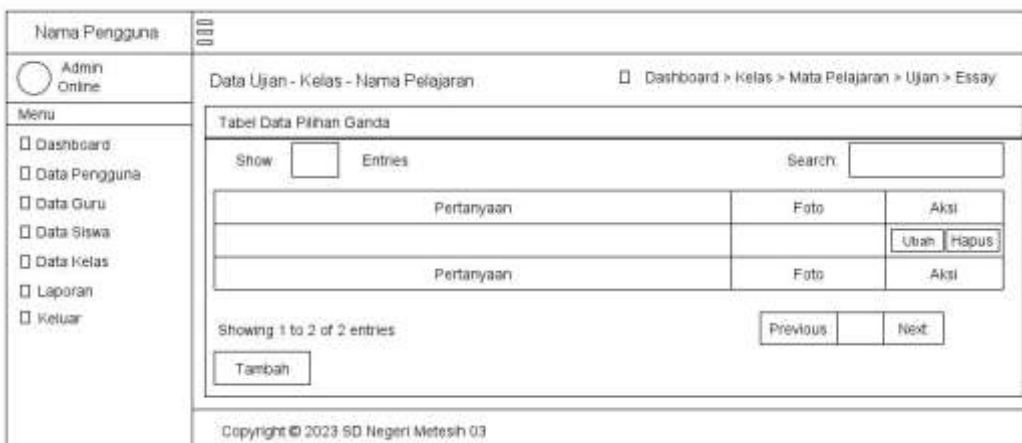 Nama Pengguna
Admin
Online
Menu
Dashboard
Data Pengguna
Data Guru
Data Siswa
Data Kelas
Laporan
Keluar
Data Ujian - Kelas - Nama Pelajaran
Dashboard > Kelas > Mata Pelajaran > Ujian > Essay
Tabel Data Pilihan Ganda
Show Entries Search:
Pertanyaan Foto Aksi
Ubah Hapus
Pertanyaan Foto Aksi
Showing 1 to 2 of 2 entries
Previous Next
Tambah
Copyright © 2023 SD Negeri Metesih 03